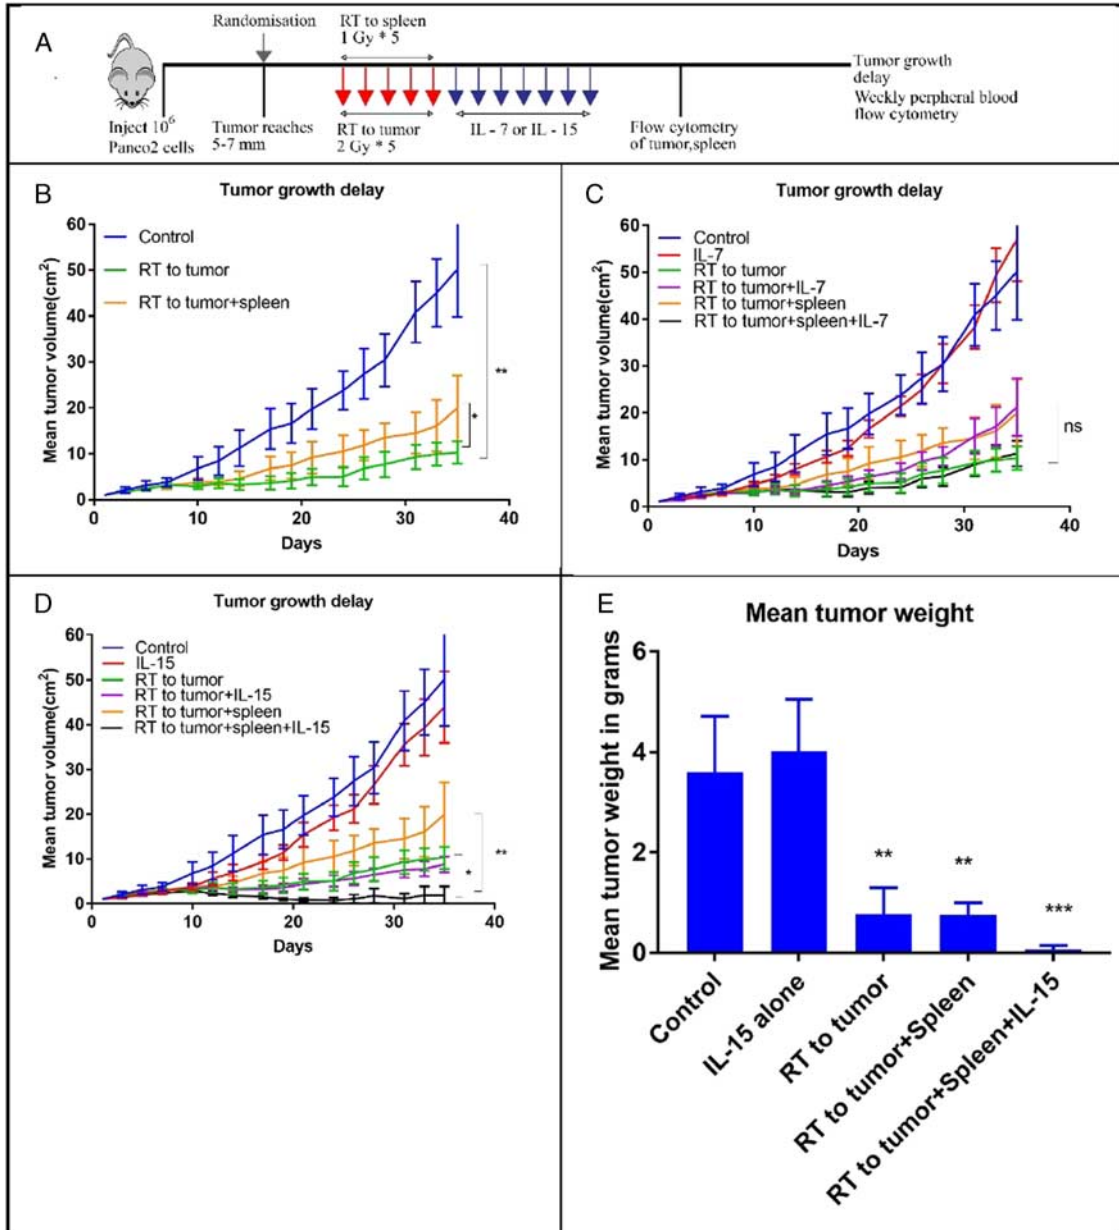 A
Randomisation
RT to spleen
1 Gy * 5
Inject 10⁶
Panco2 cells
Tumor reaches
5-7 mm
RT to tumor
2 Gy * 5
IL - 7 or IL - 15
Flow cytometry
of tumor,spleen
Tumor growth
delay
Weekly perpheral blood
flow cytometry
B
Tumor growth delay
Mean tumor volume(cm²)
60
50
40
30
20
10
0
Control
RT to tumor
RT to tumor+spleen
**
*
0
10
20
30
40
Days
C
Tumor growth delay
Mean tumor volume(cm²)
60
50
40
30
20
10
0
Control
IL-7
RT to tumor
RT to tumor+IL-7
RT to tumor+spleen
RT to tumor+spleen+IL-7
ns
0
10
20
30
40
Days
D
Tumor growth delay
Mean tumor volume(cm²)
60
50
40
30
20
10
0
Control
IL-15
RT to tumor
RT to tumor+IL-15
RT to tumor+spleen
RT to tumor+spleen+IL-15
**
*
0
10
20
30
40
Days
E
Mean tumor weight
Mean tumor weight in grams
6
4
2
0
**
**
***
Control
IL-15 alone
RT to tumor
RT to tumor+Spleen
RT to tumor+Spleen+IL-15